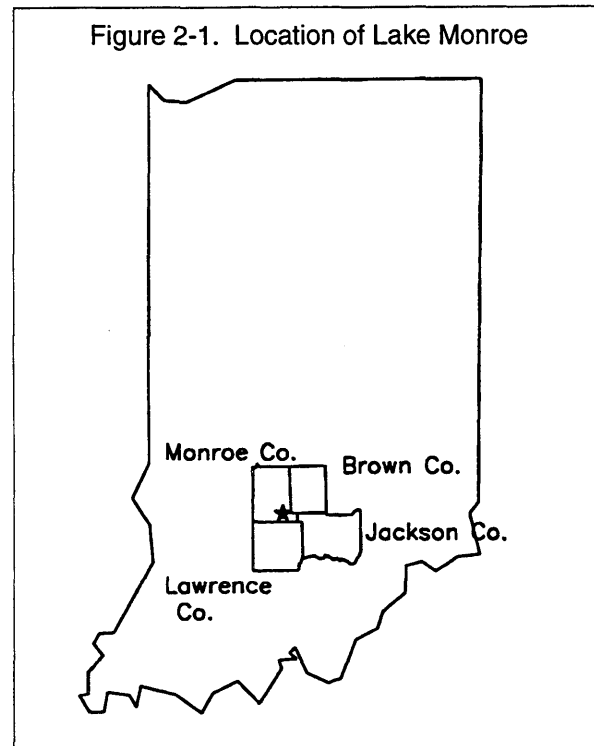 Figure 2-1. Location of Lake Monroe
Monroe Co.
Brown Co.
Jackson Co.
Lawrence
Co.